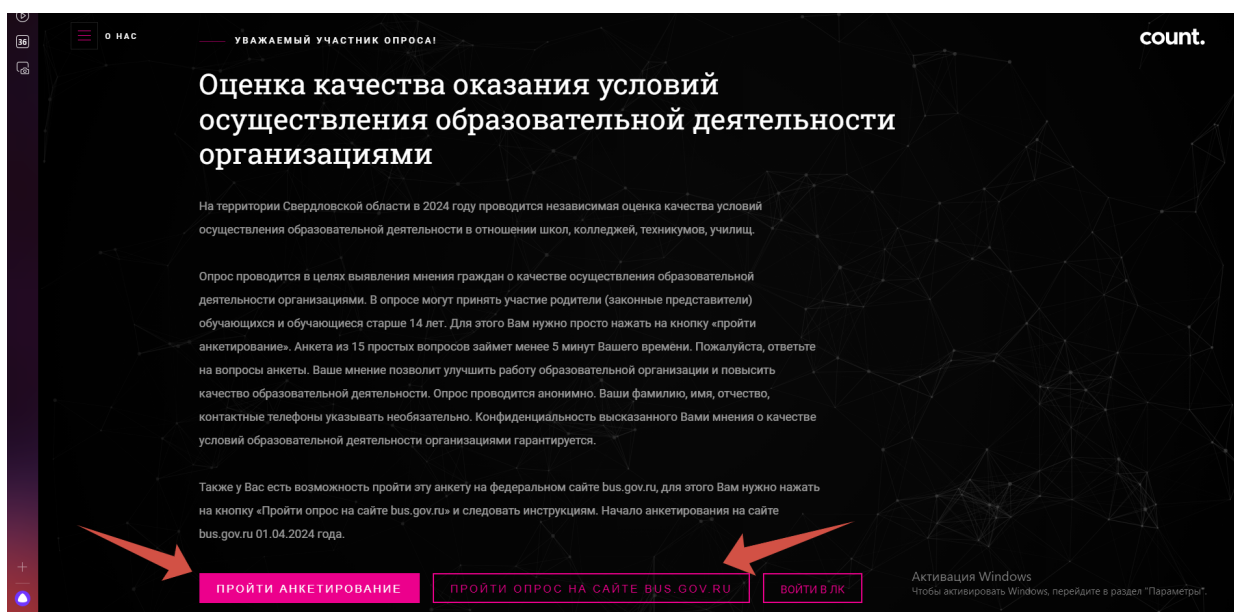 36
О НАС
УВАЖАЕМЫЙ УЧАСТНИК ОПРОСА!
count.
Оценка качества оказания условий
осуществления образовательной деятельности
организациями
На территории Свердловской области в 2024 году проводится независимая оценка качества условий
осуществления образовательной деятельности в отношении школ, колледжей, техникумов, училищ.
Опрос проводится в целях выявления мнения граждан о качестве осуществления образовательной
деятельности организациями. В опросе могут принять участие родители (законные представители)
обучающихся и обучающиеся старше 14 лет. Для этого Вам нужно просто нажать на кнопку «пройти
анкетирование». Анкета из 15 простых вопросов займет менее 5 минут Вашего времени. Пожалуйста, ответьте
на вопросы анкеты. Ваше мнение позволит улучшить работу образовательной организации и повысить
качество образовательной деятельности. Опрос проводится анонимно. Ваши фамилию, имя, отчество,
контактные телефоны указывать необязательно. Конфиденциальность высказанного Вами мнения о качестве
условий образовательной деятельности организациями гарантируется.
Также у Вас есть возможность пройти эту анкету на федеральном сайте bus.gov.ru, для этого Вам нужно нажать
на кнопку «Пройти опрос на сайте bus.gov.ru» и следовать инструкциям. Начало анкетирования на сайте
bus.gov.ru 01.04.2024 года.
ПРОЙТИ АНКЕТИРОВАНИЕ
ПРОЙТИ ОПРОС НА САЙТЕ BUS.GOV.RU
ВОЙТИ В ЛК
Активация Windows
Чтобы активировать Windows, перейдите в раздел "Параметры".